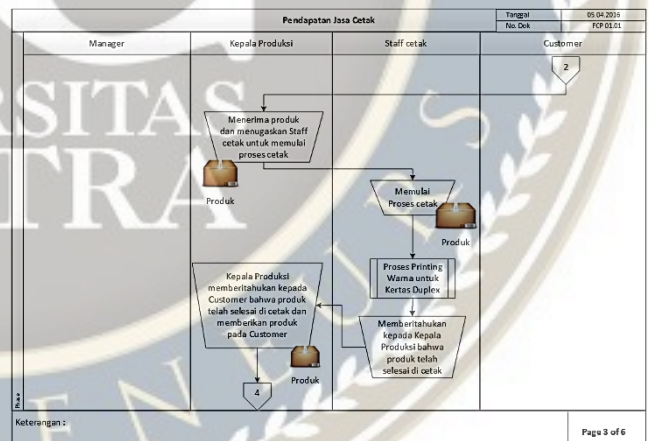 Pendapatan Jasa Cetak
Tanggal
05.04.2016
No. Dok
FCP 01.01
Manager
Kepala Produksi
Staff cetak
Customer
2
Menerima produk
dan menugaskan Staff
cetak untuk memulai
proses cetak
Produk
Memulai
Proses cetak
Produk
Proses Printing
Warna untuk
Kertas Duplex
Kepala Produksi
memberitahukan kepada
Customer bahwa produk
telah selesai di cetak dan
memberikan produk
pada Customer
Produk
Memberitahukan
kepada Kepala
Produksi bahwa
produk telah
selesai di cetak
4
Phase
Keterangan :
Page 3 of 6
SITAS
TRA